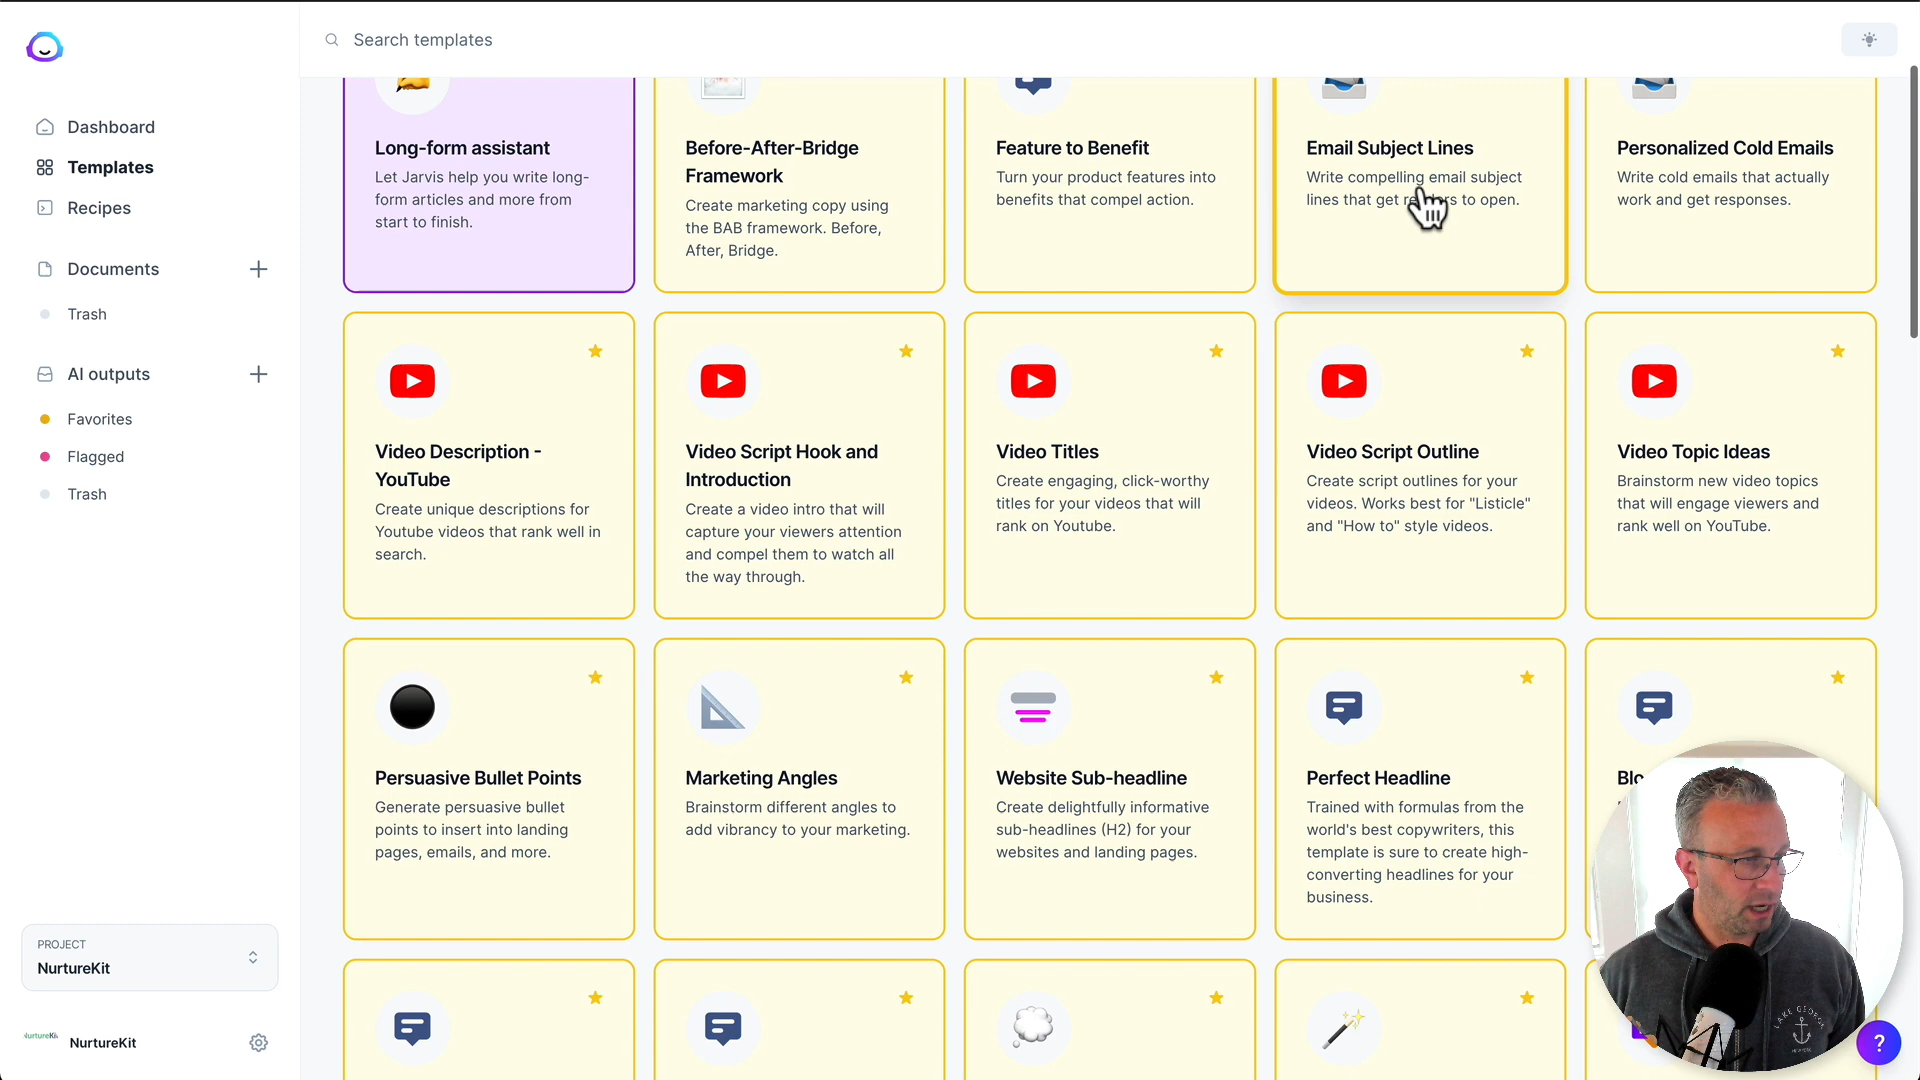 Search templates
Dashboard
Templates
Recipes
Documents
Trash
AI outputs
Favorites
Flagged
Trash
PROJECT
NurtureKit
NurtureKit
NurtureKit
Long-form assistant
Let Jarvis help you write long-
form articles and more from
start to finish.
Before-After-Bridge
Framework
Create marketing copy using
the BAB framework. Before,
After, Bridge.
Feature to Benefit
Turn your product features into
benefits that compel action.
Email Subject Lines
Write compelling email subject
lines that get readers to open.
Personalized Cold Emails
Write cold emails that actually
work and get responses.
Video Description -
YouTube
Create unique descriptions for
Youtube videos that rank well in
search.
Video Script Hook and
Introduction
Create a video intro that will
capture your viewers attention
and compel them to watch all
the way through.
Video Titles
Create engaging, click-worthy
titles for your videos that will
rank on Youtube.
Video Script Outline
Create script outlines for your
videos. Works best for "Listicle"
and "How to" style videos.
Video Topic Ideas
Brainstorm new video topics
that will engage viewers and
rank well on YouTube.
Persuasive Bullet Points
Generate persuasive bullet
points to insert into landing
pages, emails, and more.
Marketing Angles
Brainstorm different angles to
add vibrancy to your marketing.
Website Sub-headline
Create delightfully informative
sub-headlines (H2) for your
websites and landing pages.
Perfect Headline
Trained with formulas from the
world's best copywriters, this
template is sure to create high-
converting headlines for your
business.
LAKE GEORGE
NEW YORK
?